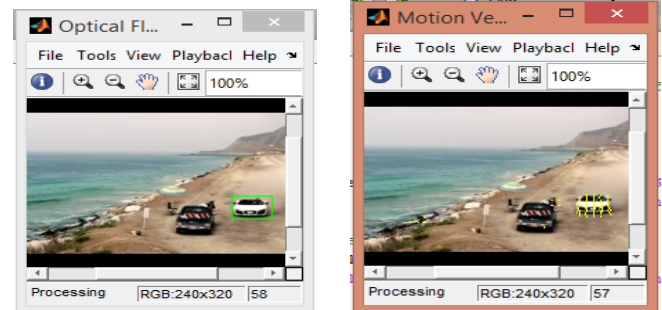 Optical Fl...
File Tools View Playbacl Help
100%
Processing RGB:240x320 58
Motion Ve...
File Tools View Playbacl Help
100%
Processing RGB:240x320 57